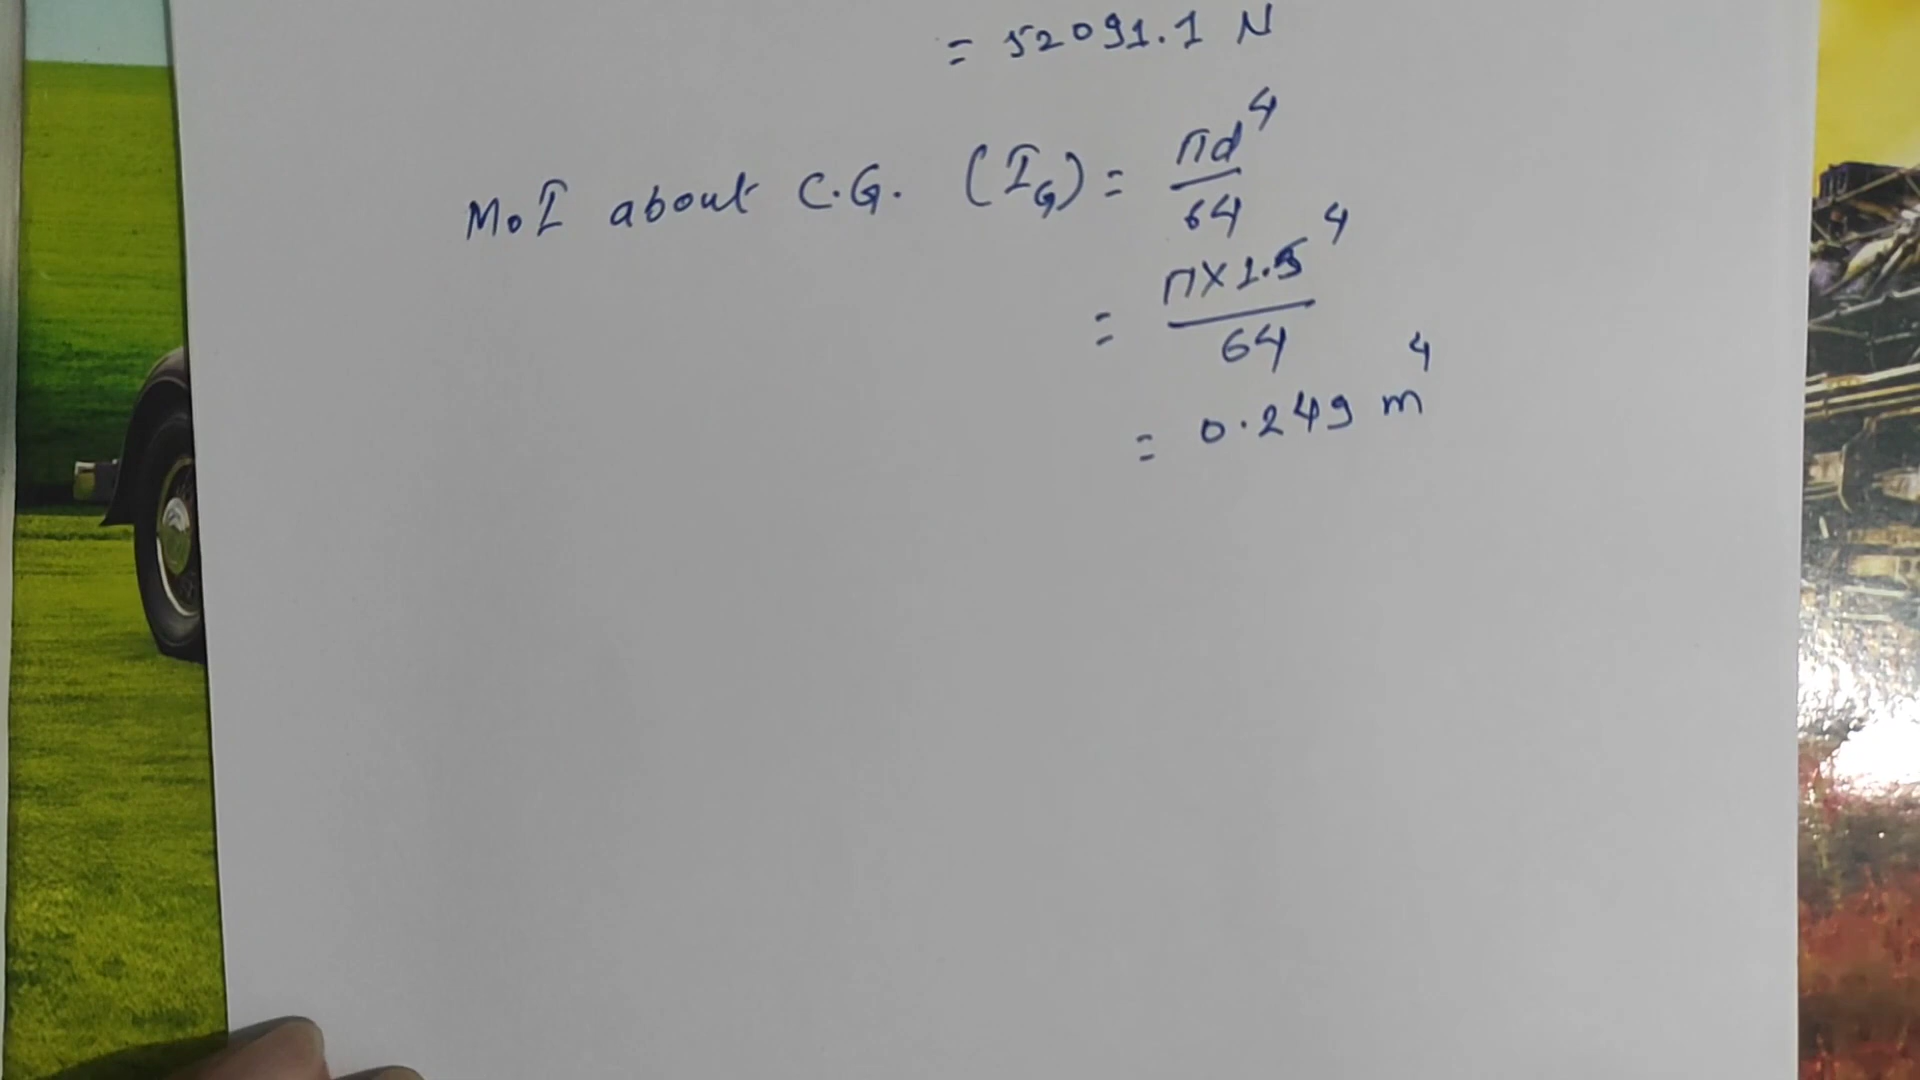 = 52091.1 N
MoI about C.G. (I_G) = πd⁴/64
= π×1.5⁴/64
= 0.249 m⁴